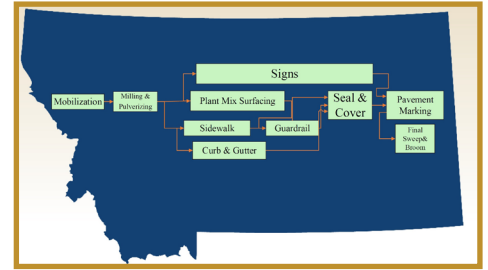 Signs
Mobilization
Milling &
Pulverizing
Plant Mix Surfacing
Seal &
Cover
Pavement
Marking
Sidewalk
Guardrail
Final
Sweep&
Broom
Curb & Gutter